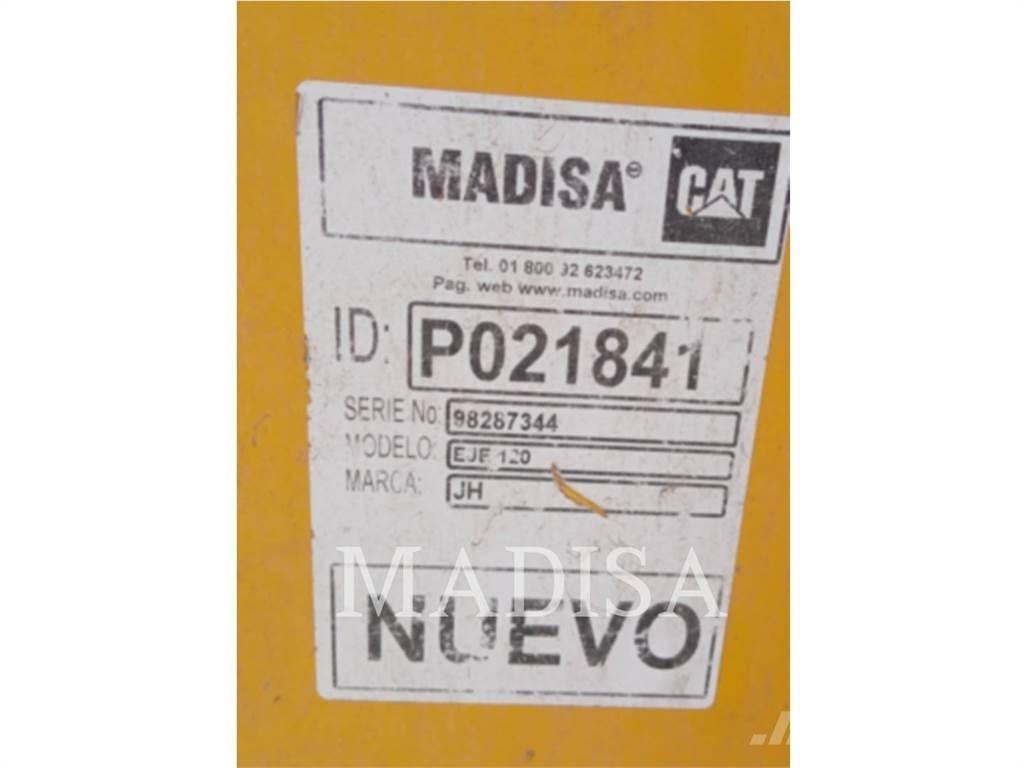 MADISA® CAT
Tel. 01 800 92 623472
Pag. web www.madisa.com
ID: P021841
SERIE No: 98287344
MODELO: EJE 120
MARCA: JH
MADISA
NUEVO